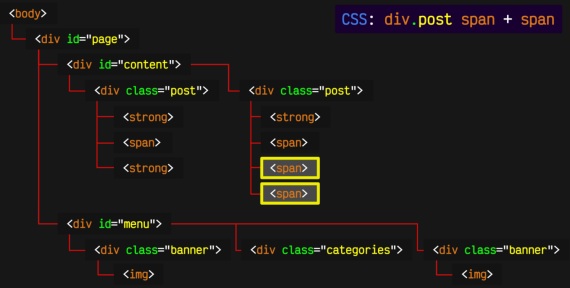 <body>
CSS: div.post span + span
<div id="page">
<div id="content">
<div class="post"> <div class="post">
<strong> <strong>
<span> <span>
<strong> <span>
<span>
<div id="menu">
<div class="banner"> <div class="categories"> <div class="banner">
<img> <img>